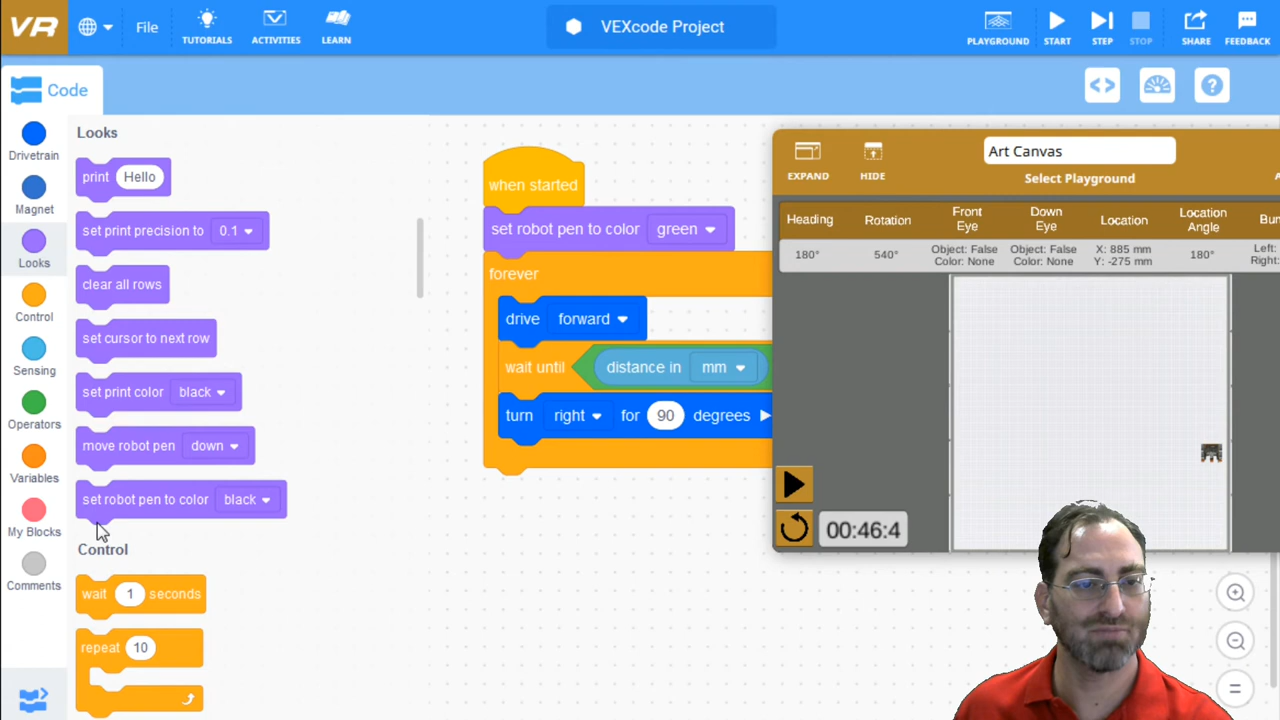 VR
File
TUTORIALS
ACTIVITIES
LEARN
VEXcode Project
PLAYGROUND
START
STEP
STOP
SHARE
FEEDBACK
Code
Drivetrain
Magnet
Looks
Control
Sensing
Operators
Variables
My Blocks
Comments
Looks
print Hello
set print precision to 0.1
clear all rows
set cursor to next row
set print color black
move robot pen down
set robot pen to color black
Control
wait 1 seconds
repeat 10
when started
set robot pen to color green
forever
drive forward
wait until distance in mm
turn right for 90 degrees
EXPAND
HIDE
Art Canvas
Select Playground
Heading Rotation Front Eye Down Eye Location Location Angle
180° 540° Object: False Color: None Object: False Color: None X: 885 mm Y: -275 mm 180° Left: Right:
00:46:4